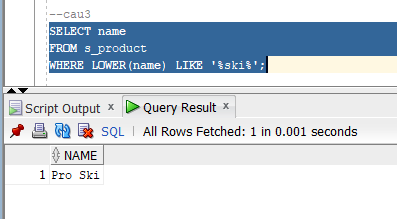 --cau3
SELECT name
FROM s_product
WHERE LOWER(name) LIKE '%ski%';
Script Output x Query Result x
SQL | All Rows Fetched: 1 in 0.001 seconds
NAME
1 Pro Ski